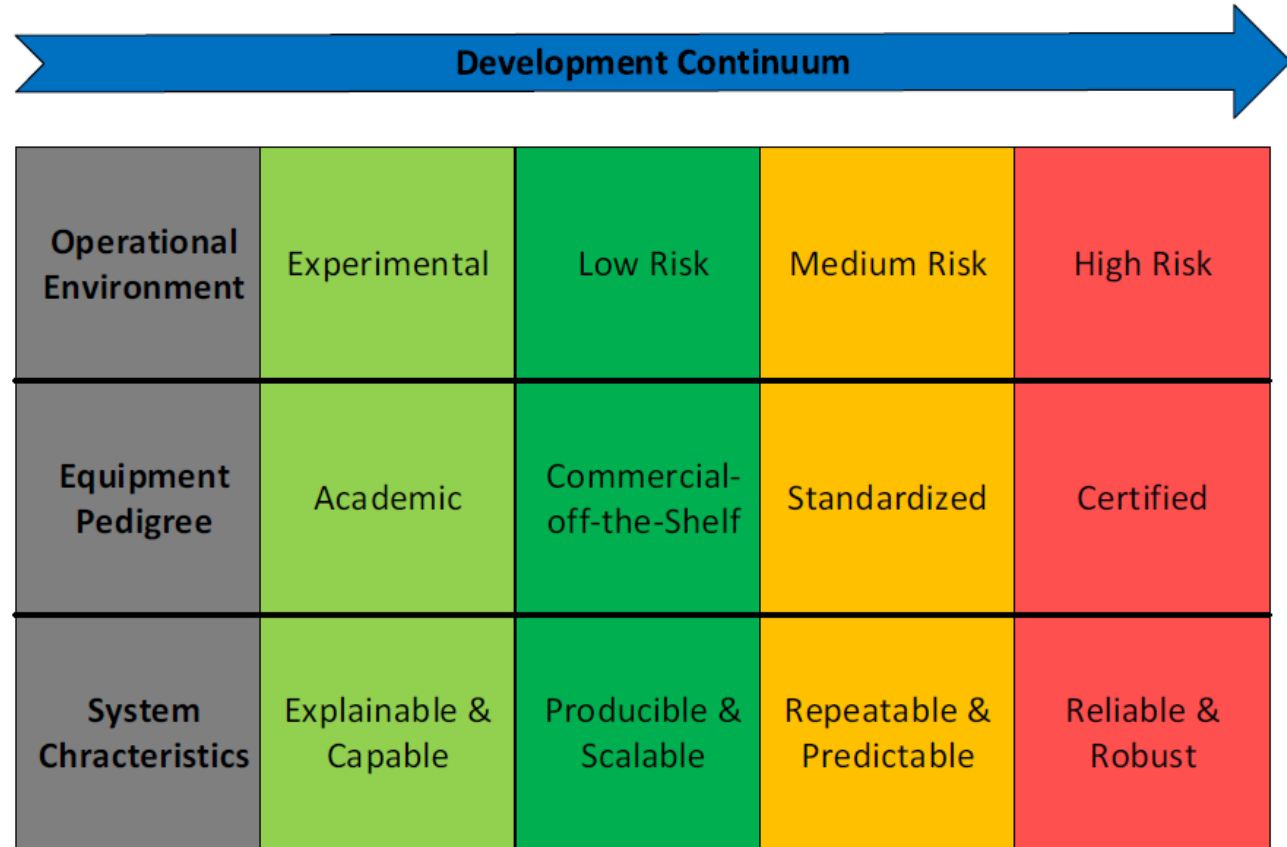 Development Continuum
Operational
Environment
Experimental
Low Risk
Medium Risk
High Risk
Equipment
Pedigree
Academic
Commercial-
off-the-Shelf
Standardized
Certified
System
Chracteristics
Explainable &
Capable
Producible &
Scalable
Repeatable &
Predictable
Reliable &
Robust